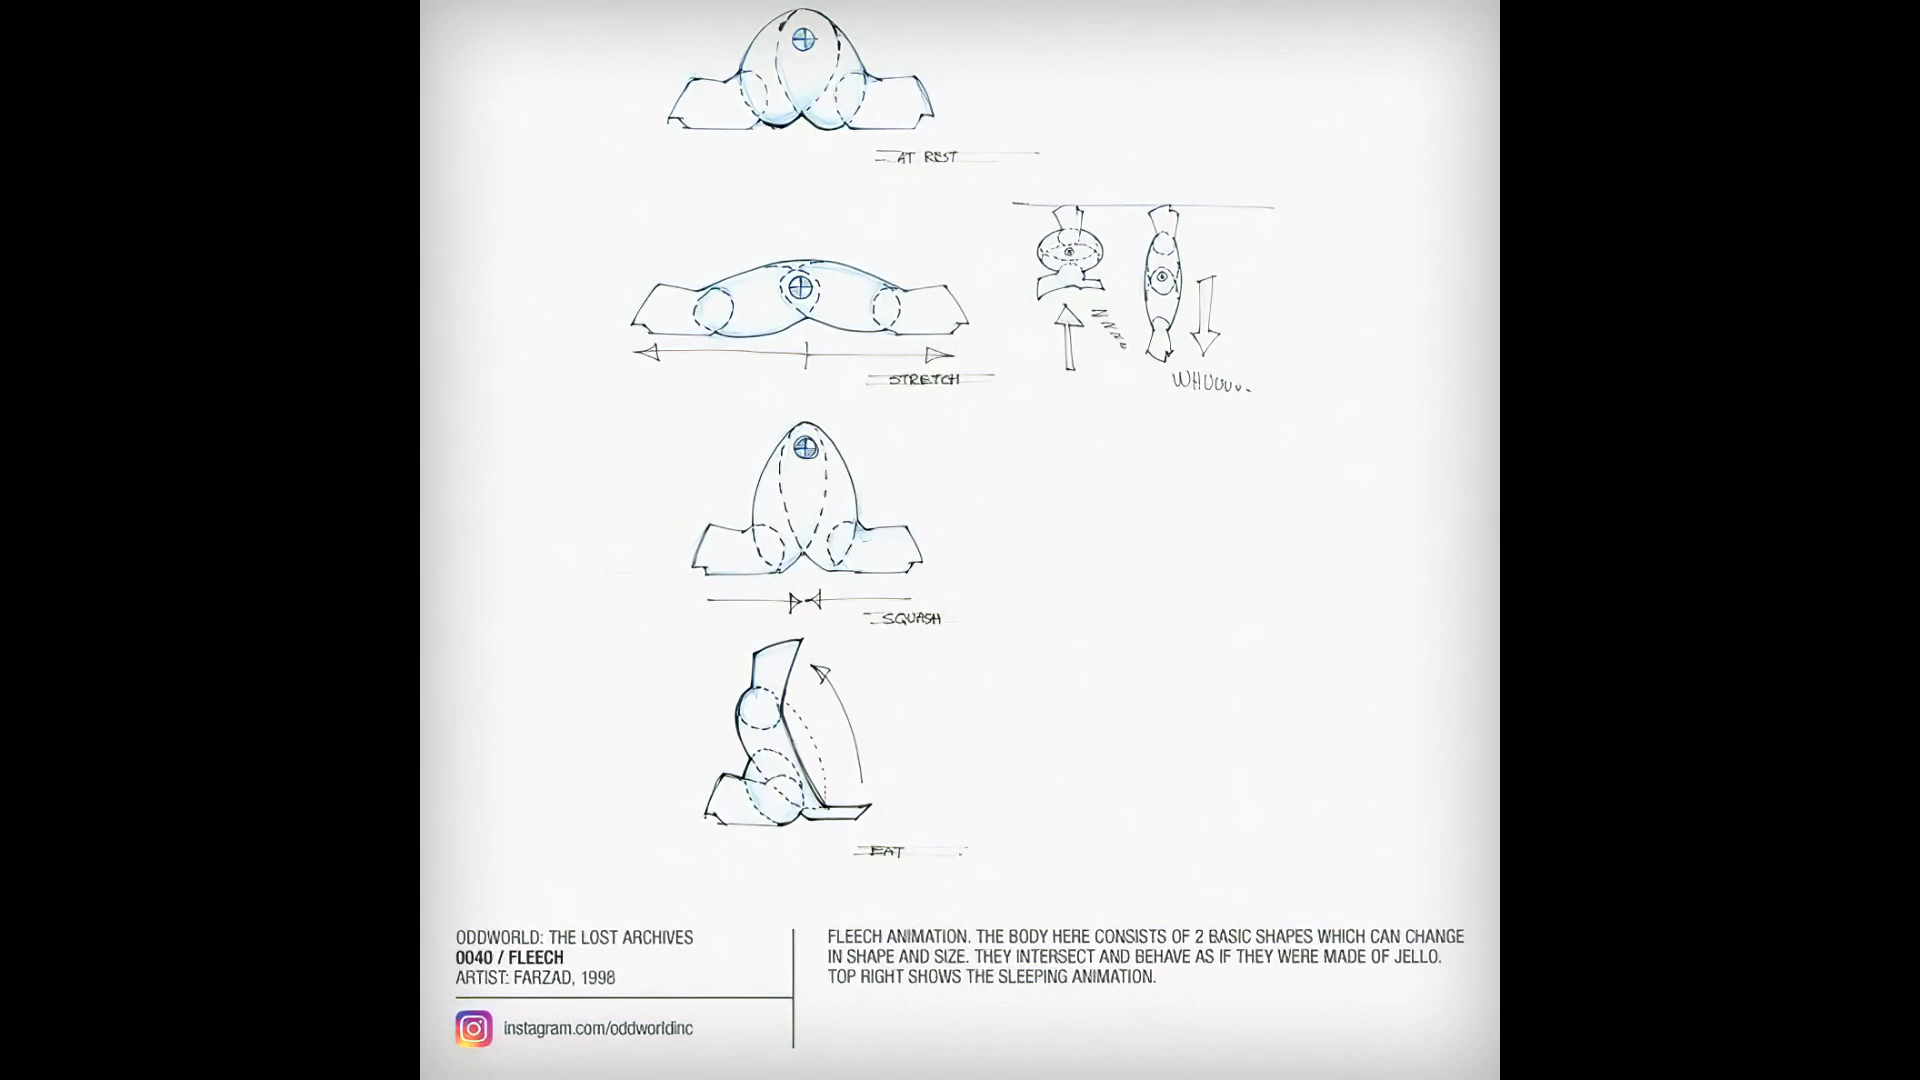 AT REST
STRETCH
NNNNN
WHUUUU..
SQUASH
EAT
ODDWORLD: THE LOST ARCHIVES
0040 / FLEECH
ARTIST: FARZAD, 1998
instagram.com/oddworldinc
FLEECH ANIMATION. THE BODY HERE CONSISTS OF 2 BASIC SHAPES WHICH CAN CHANGE
IN SHAPE AND SIZE. THEY INTERSECT AND BEHAVE AS IF THEY WERE MADE OF JELLO.
TOP RIGHT SHOWS THE SLEEPING ANIMATION.